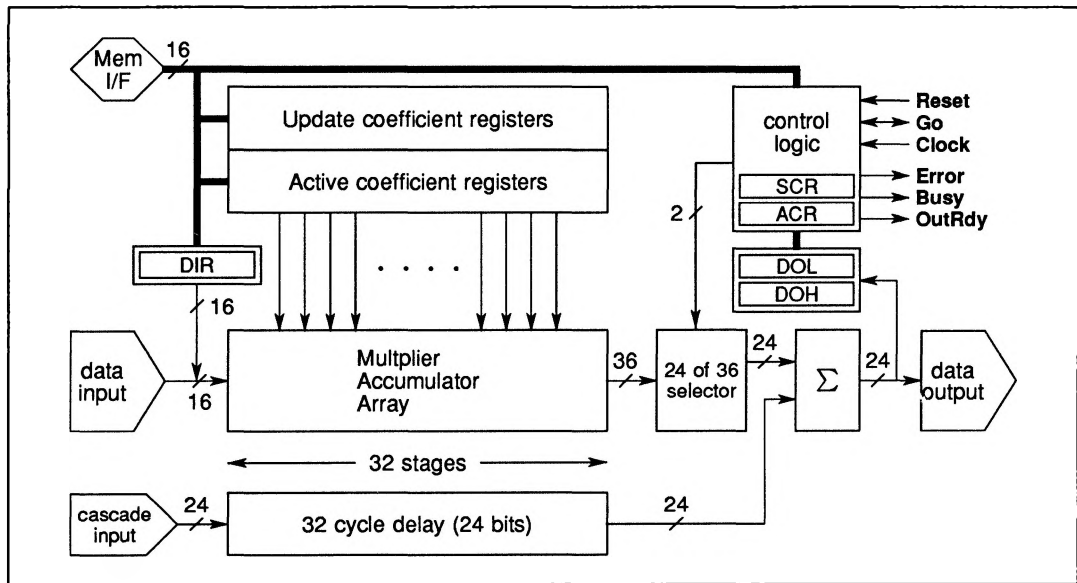 Mem
I/F
16
Update coefficient registers
Active coefficient registers
control
logic
SCR
ACR
Reset
Go
Clock
Error
Busy
OutRdy
2
DIR
16
DOL
DOH
data
input
16
Multplier
Accumulator
Array
36
24 of 36
selector
24
Σ
24
data
output
32 stages
cascade
input
24
32 cycle delay (24 bits)
24